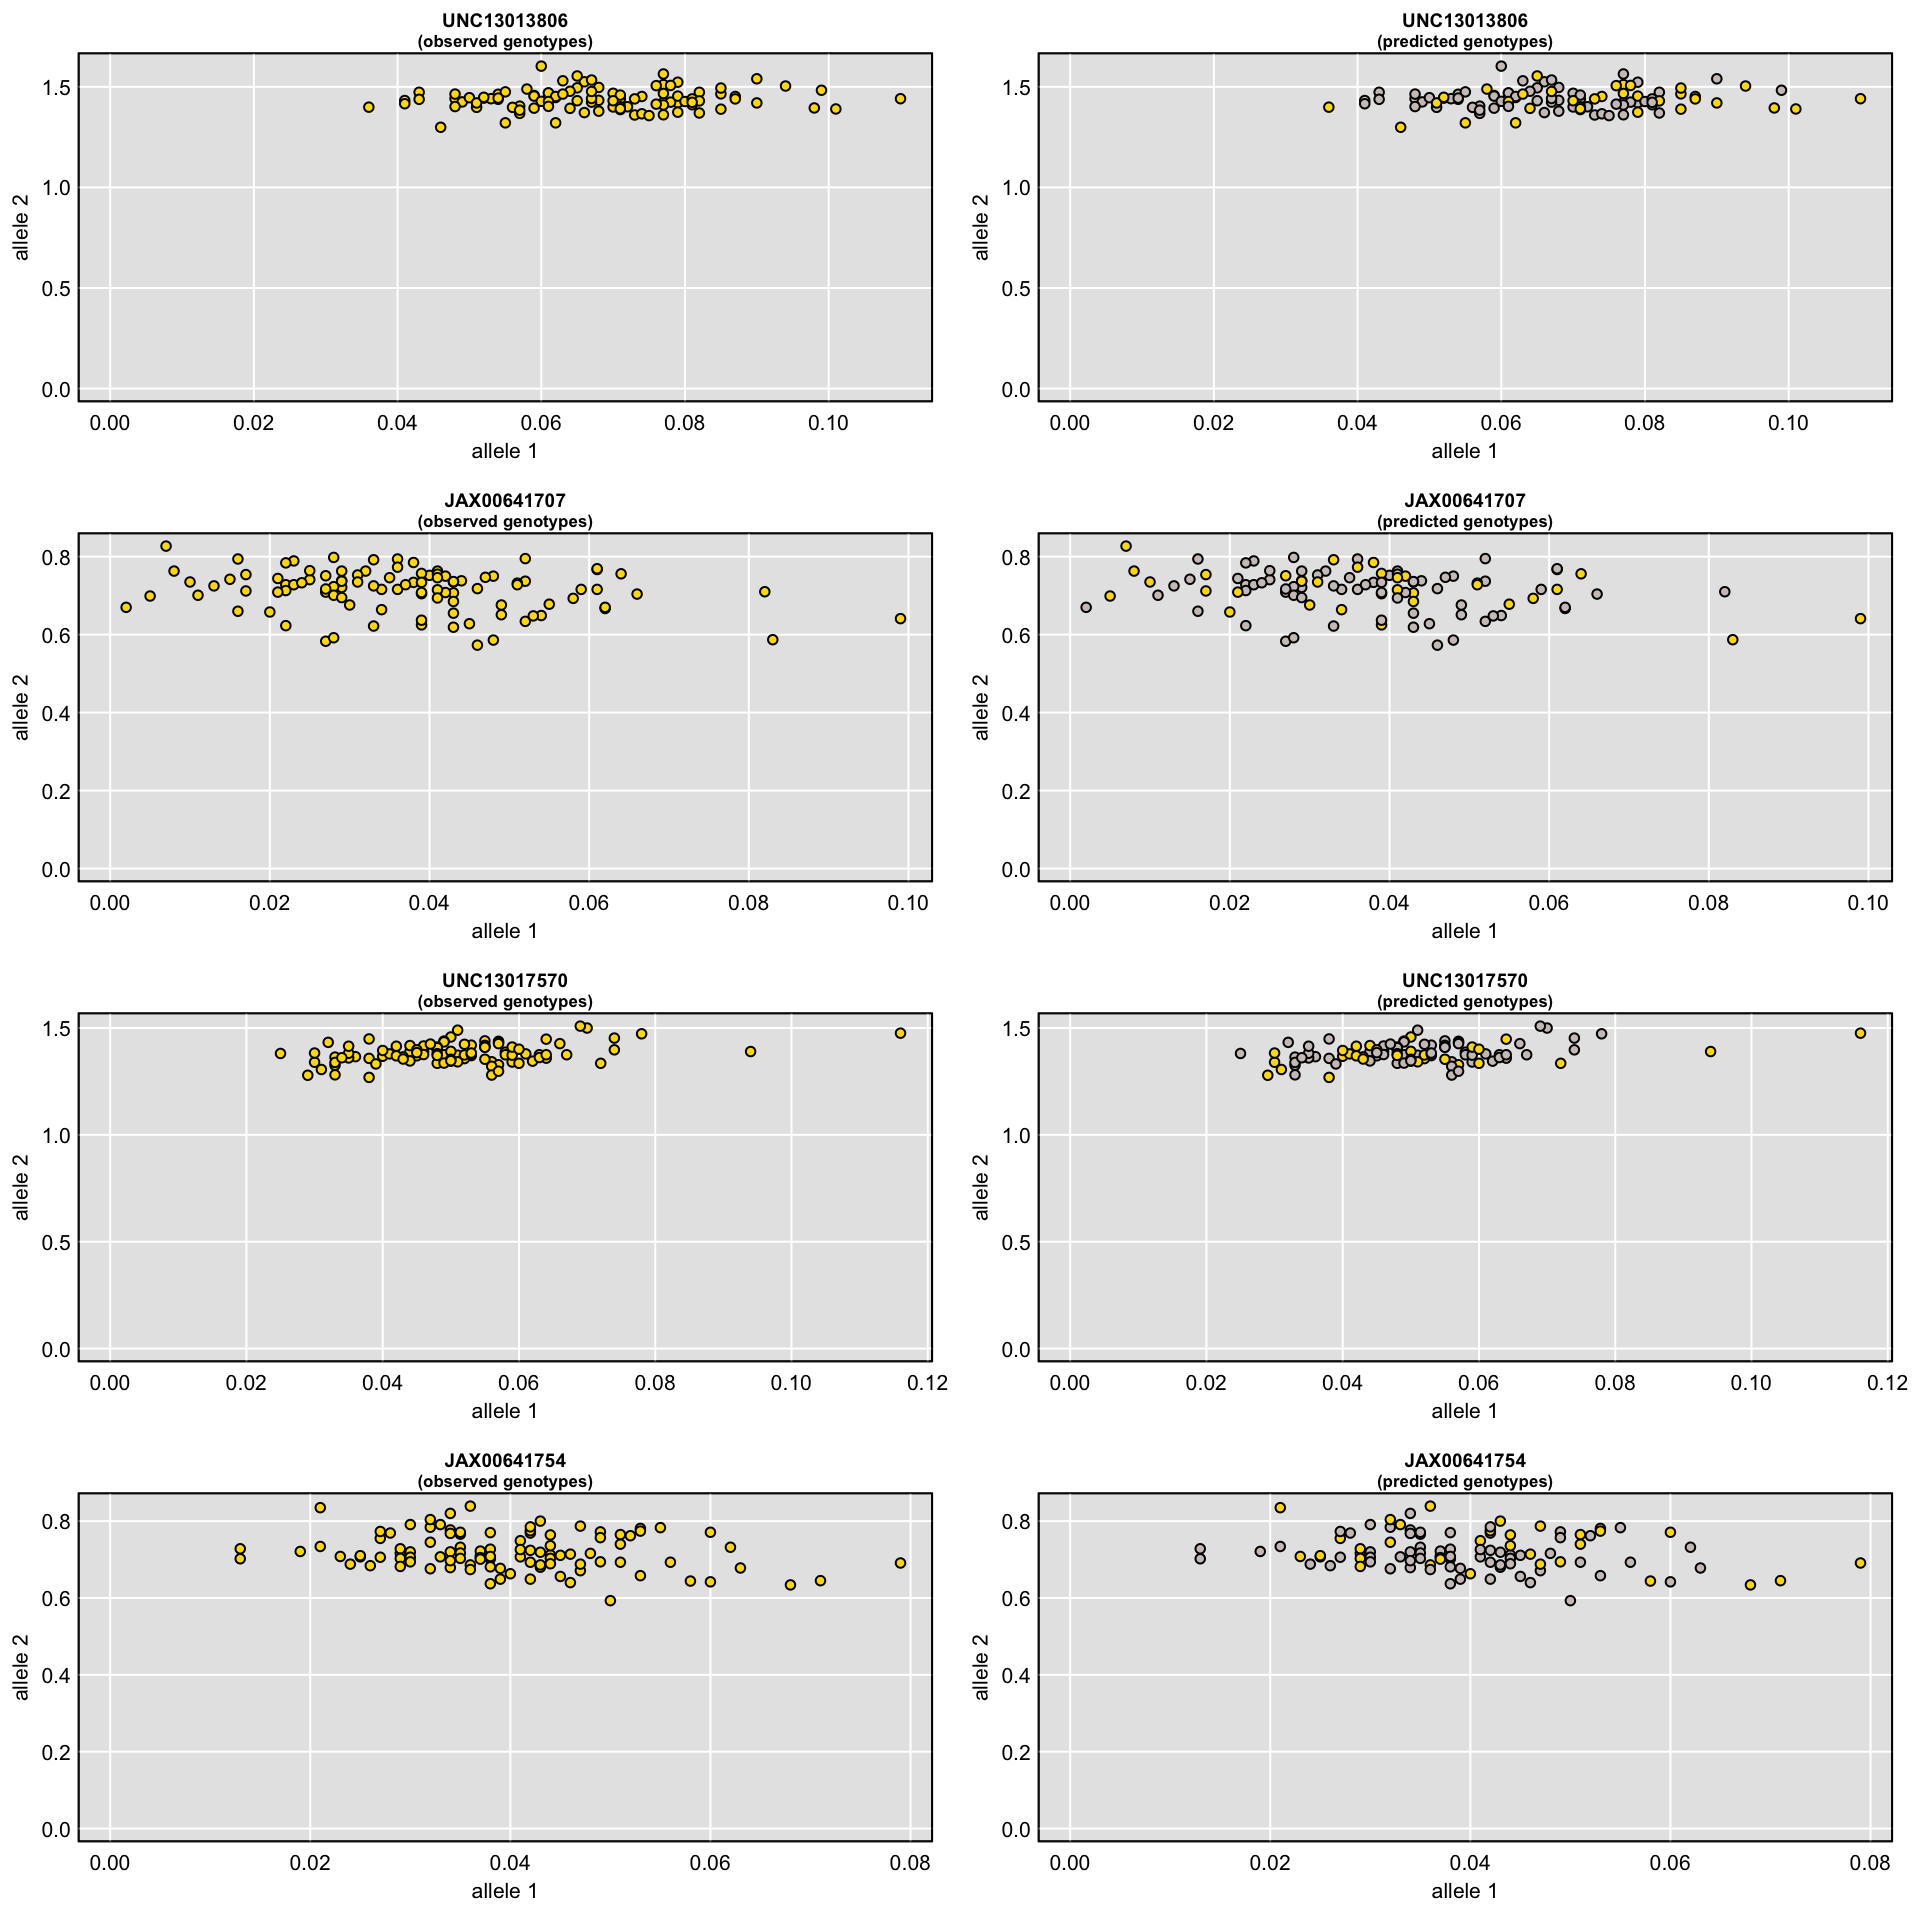 UNC13013806
(observed genotypes)
allele 2
1.5
1.0
0.5
0.0
0.00 0.02 0.04 0.06 0.08 0.10
allele 1
UNC13013806
(predicted genotypes)
allele 2
1.5
1.0
0.5
0.0
0.00 0.02 0.04 0.06 0.08 0.10
allele 1
JAX00641707
(observed genotypes)
allele 2
0.8
0.6
0.4
0.2
0.0
0.00 0.02 0.04 0.06 0.08 0.10
allele 1
JAX00641707
(predicted genotypes)
allele 2
0.8
0.6
0.4
0.2
0.0
0.00 0.02 0.04 0.06 0.08 0.10
allele 1
UNC13017570
(observed genotypes)
allele 2
1.5
1.0
0.5
0.0
0.00 0.02 0.04 0.06 0.08 0.10 0.12
allele 1
UNC13017570
(predicted genotypes)
allele 2
1.5
1.0
0.5
0.0
0.00 0.02 0.04 0.06 0.08 0.10 0.12
allele 1
JAX00641754
(observed genotypes)
allele 2
0.8
0.6
0.4
0.2
0.0
0.00 0.02 0.04 0.06 0.08
allele 1
JAX00641754
(predicted genotypes)
allele 2
0.8
0.6
0.4
0.2
0.0
0.00 0.02 0.04 0.06 0.08
allele 1